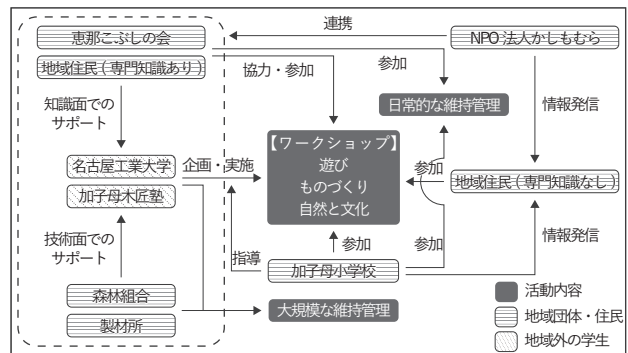 連携
恵那こぶしの会
NPO 法人かしもむら
地域住民 ( 専門知識あり )
協力・参加
参加
日常的な維持管理
情報発信
知識面での
サポート
【ワークショップ】
遊び
ものづくり
自然と文化
名古屋工業大学
企画・実施
参加
地域住民 ( 専門知識なし )
加子母木匠塾
技術面での
サポート
指導
参加
参加
情報発信
加子母小学校
森林組合
製材所
大規模な維持管理
活動内容
地域団体・住民
地域外の学生